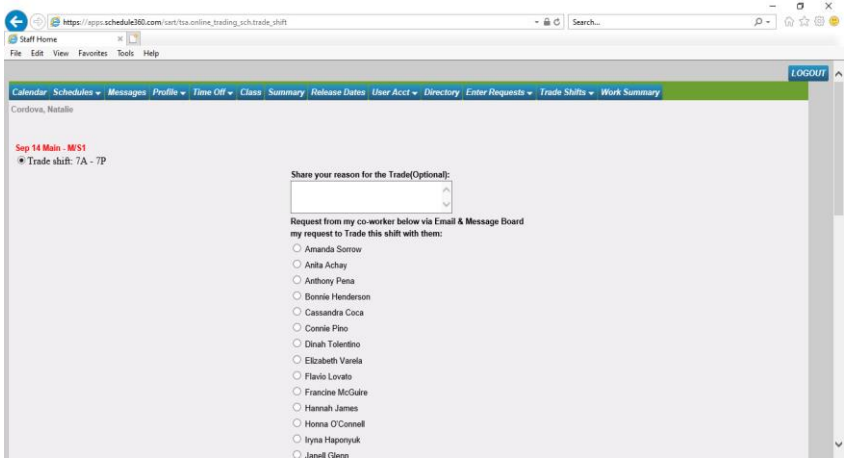 https://apps.schedule360.com/sart/tsa.online_trading_sch.trade_shift
Search...
Staff Home
File Edit View Favorites Tools Help
LOGOUT
Calendar Schedules Messages Profile Time Off Class Summary Release Dates User Acct Directory Enter Requests Trade Shifts Work Summary
Cordova, Natalie
Sep 14 Main - M/S1
Trade shift: 7A - 7P
Share your reason for the Trade(Optional):
Request from my co-worker below via Email & Message Board
my request to Trade this shift with them:
Amanda Sorrow
Anita Achay
Anthony Pena
Bonnie Henderson
Cassandra Coca
Connie Pino
Dinah Tolentino
Elizabeth Varela
Flavio Lovato
Francine McGuire
Hannah James
Honna O'Connell
Iryna Haponyuk
Janell Glenn